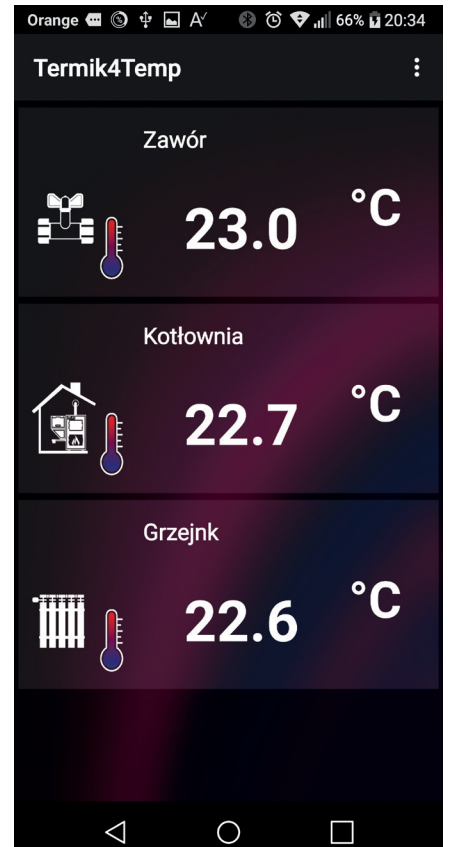 Orange 66% 20:34
Termik4Temp
Zawór
23.0 °C
Kotłownia
22.7 °C
Grzejnk
22.6 °C